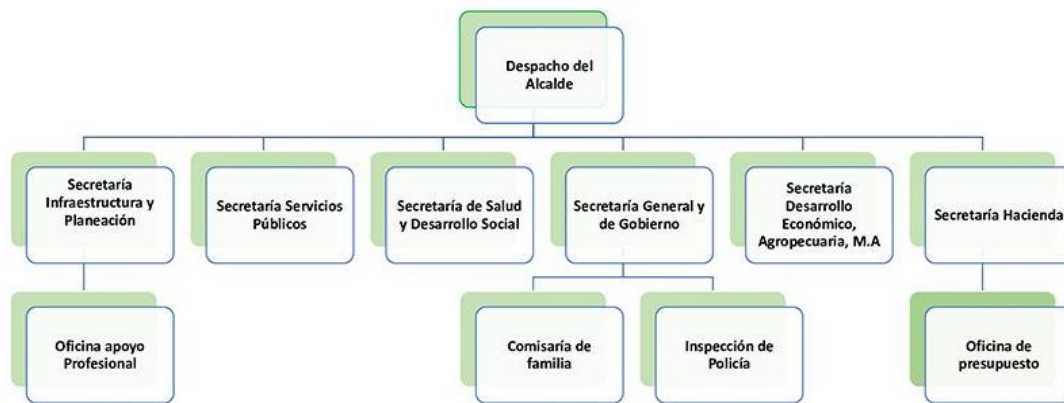 Despacho del
Alcalde
Secretaría
Infraestructura y
Planeación
Secretaría Servicios
Públicos
Secretaría de Salud
y Desarrollo Social
Secretaría General y
de Gobierno
Secretaría
Desarrollo
Económico,
Agropecuaria, M.A
Secretaría Hacienda
Oficina apoyo
Profesional
Comisaría de
familia
Inspección de
Policía
Oficina de
presupuesto